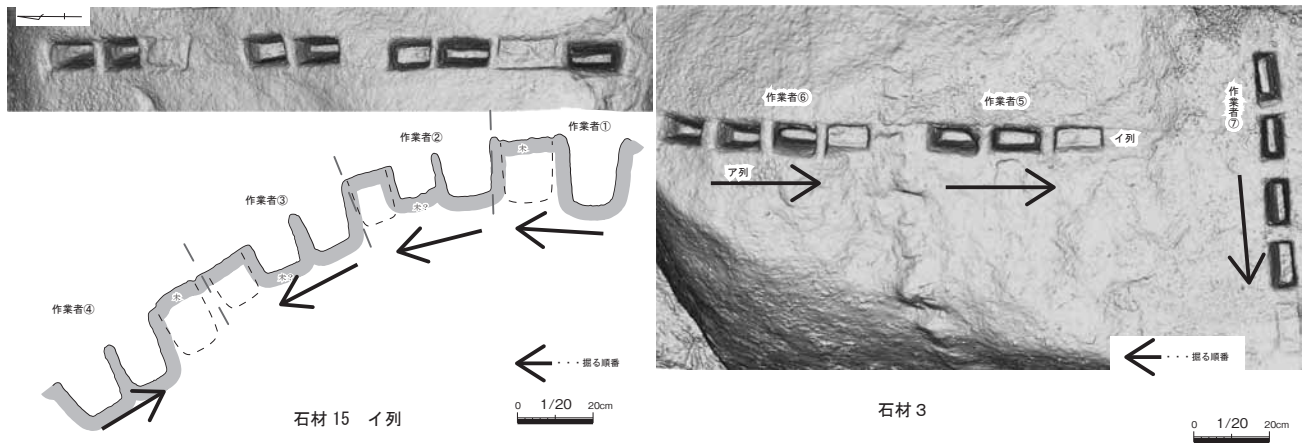 作業者①
作業者②
未
作業者③
未?
作業者④
未?
未
・・・掘る順番
石材 15　イ列
0 1/20 20cm
作業者⑥
作業者⑤
作業者⑦
イ列
ア列
・・・掘る順番
石材 3
0 1/20 20cm